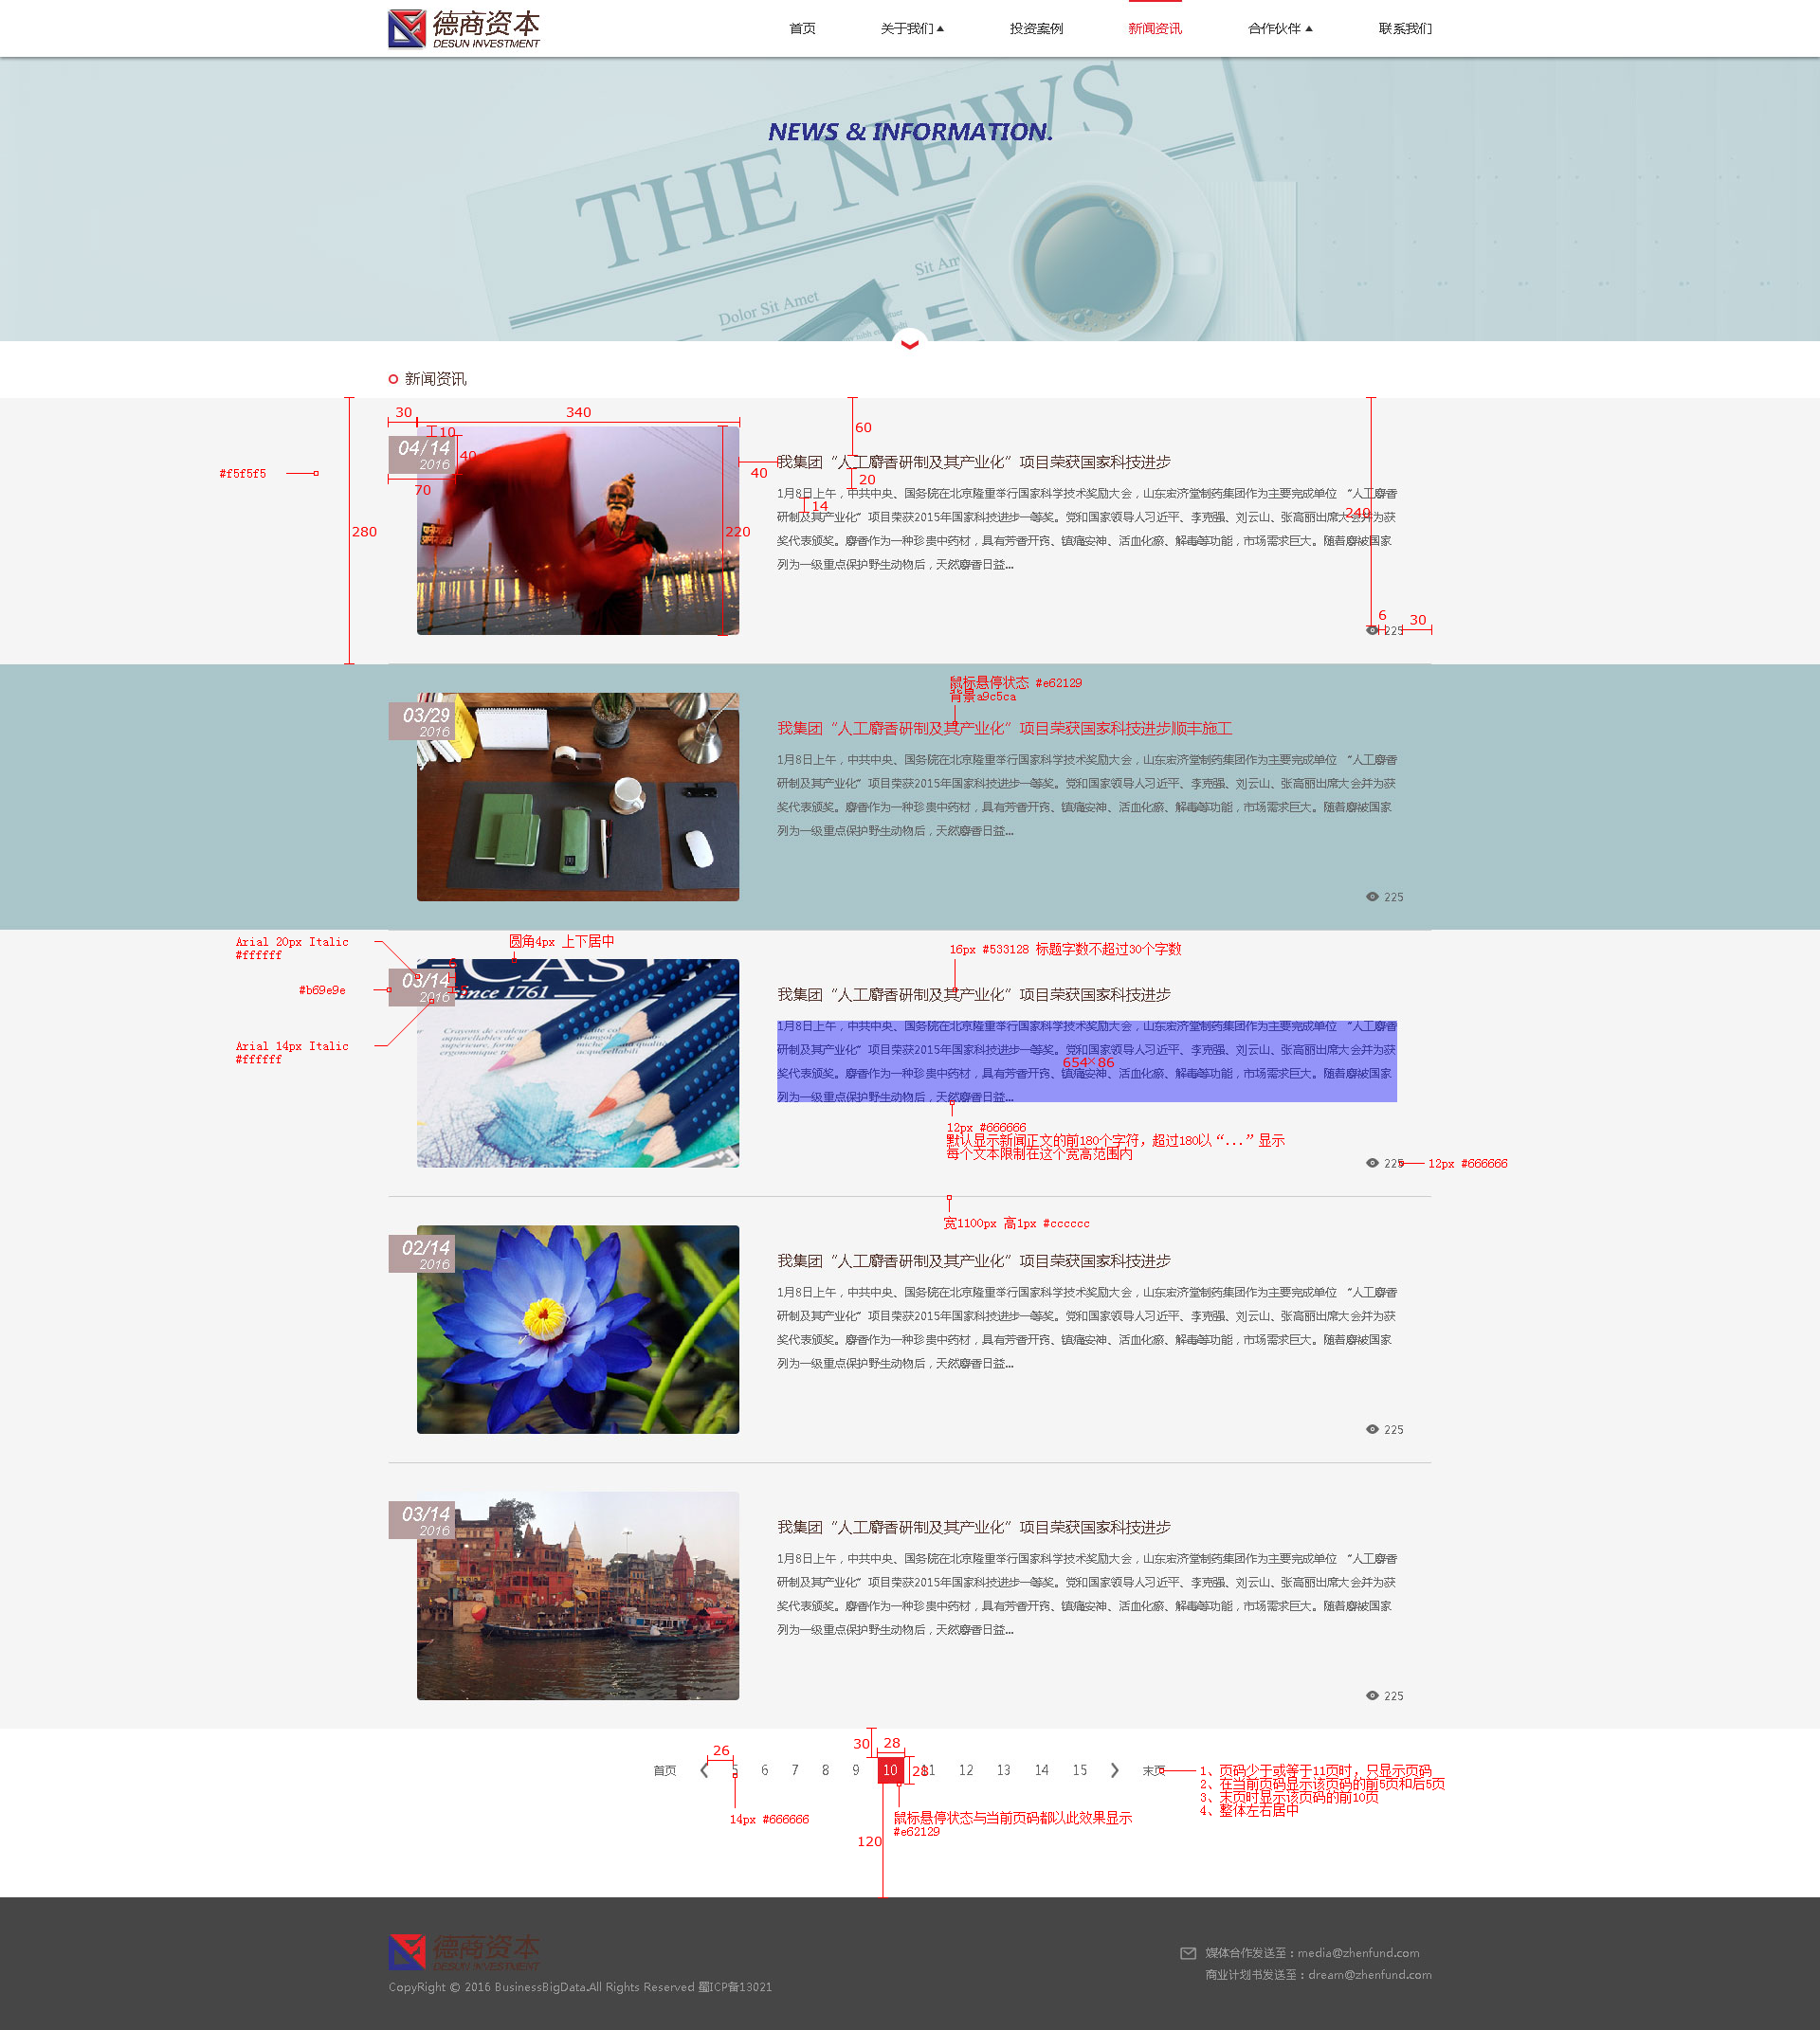 德商资本
DESUN INVESTMENT
首页 关于我们 投资案例 新闻资讯 合作伙伴 联系我们
NEWS & INFORMATION.
THE NEWS
Sit Am
Dolor Sit Amet
新闻资讯
30 340
10
04/14
2016
40
70
220
280
#f5f5f5
60
40
20
14
240
6
30
我集团“人工麝香研制及其产业化”项目荣获国家科技进步
1月8日上午，中共中央、国务院在北京隆重举行国家科学技术奖励大会，山东宏济堂制药集团作为主要完成单位 “人工麝香
研制及其产业化”项目荣获2015年国家科技进步一等奖。党和国家领导人习近平、李克强、刘云山、张高丽出席大会并为获
奖代表颁奖。麝香作为一种珍贵中药材，具有芳香开窍、镇痛安神、活血化瘀、解毒等功能，市场需求巨大。随着麝被国家
列为一级重点保护野生动物后，天然麝香日益...
225
鼠标悬停状态 #e62129
背景a9c5ca
03/29
2016
我集团“人工麝香研制及其产业化”项目荣获国家科技进步顺丰施工
1月8日上午，中共中央、国务院在北京隆重举行国家科学技术奖励大会，山东宏济堂制药集团作为主要完成单位 “人工麝香
研制及其产业化”项目荣获2015年国家科技进步一等奖。党和国家领导人习近平、李克强、刘云山、张高丽出席大会并为获
奖代表颁奖。麝香作为一种珍贵中药材，具有芳香开窍、镇痛安神、活血化瘀、解毒等功能，市场需求巨大。随着麝被国家
列为一级重点保护野生动物后，天然麝香日益...
225
Arial 20px Italic
#ffffff
#b69e9e
Arial 14px Italic
#ffffff
圆角4px 上下居中
6
03/14
2016
since 1761
16px #533128 标题字数不超过30个字数
我集团“人工麝香研制及其产业化”项目荣获国家科技进步
1月8日上午，中共中央、国务院在北京隆重举行国家科学技术奖励大会，山东宏济堂制药集团作为主要完成单位 “人工麝香
研制及其产业化”项目荣获2015年国家科技进步一等奖。党和国家领导人习近平、李克强、刘云山、张高丽出席大会并为获
奖代表颁奖。麝香作为一种珍贵中药材，具有芳香开窍、镇痛安神、活血化瘀、解毒等功能，市场需求巨大。随着麝被国家
列为一级重点保护野生动物后，天然麝香日益...
654×86
12px #666666
默认显示新闻正文的前180个字符，超过180以“...”显示
每个文本限制在这个宽高范围内
225
12px #666666
宽1100px 高1px #cccccc
02/14
2016
我集团“人工麝香研制及其产业化”项目荣获国家科技进步
1月8日上午，中共中央、国务院在北京隆重举行国家科学技术奖励大会，山东宏济堂制药集团作为主要完成单位 “人工麝香
研制及其产业化”项目荣获2015年国家科技进步一等奖。党和国家领导人习近平、李克强、刘云山、张高丽出席大会并为获
奖代表颁奖。麝香作为一种珍贵中药材，具有芳香开窍、镇痛安神、活血化瘀、解毒等功能，市场需求巨大。随着麝被国家
列为一级重点保护野生动物后，天然麝香日益...
225
03/14
2016
我集团“人工麝香研制及其产业化”项目荣获国家科技进步
1月8日上午，中共中央、国务院在北京隆重举行国家科学技术奖励大会，山东宏济堂制药集团作为主要完成单位 “人工麝香
研制及其产业化”项目荣获2015年国家科技进步一等奖。党和国家领导人习近平、李克强、刘云山、张高丽出席大会并为获
奖代表颁奖。麝香作为一种珍贵中药材，具有芳香开窍、镇痛安神、活血化瘀、解毒等功能，市场需求巨大。随着麝被国家
列为一级重点保护野生动物后，天然麝香日益...
225
26
30
28
28
首页 5 6 7 8 9 10 11 12 13 14 15 末页
14px #666666
鼠标悬停状态与当前页码都以此效果显示
#e62129
120
1、页码少于或等于11页时，只显示页码
2、在当前页码显示该页码的前5页和后5页
3、末页时显示该页码的前10页
4、整体左右居中
德商资本
DESUN INVESTMENT
CopyRight © 2016 BusinessBigData.All Rights Reserved 蜀ICP备13021
媒体合作发送至：media@zhenfund.com
商业计划书发送至：dream@zhenfund.com